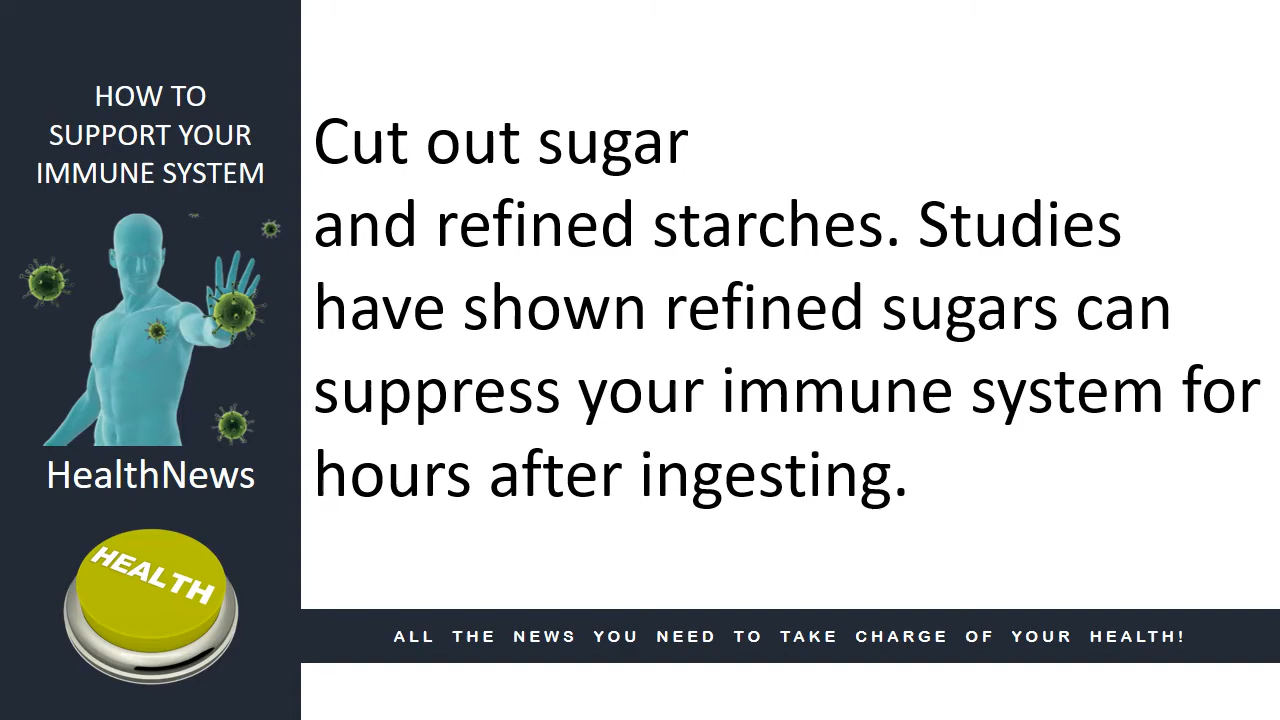 HOW TO
SUPPORT YOUR
IMMUNE SYSTEM
HealthNews
HEALTH
Cut out sugar
and refined starches. Studies
have shown refined sugars can
suppress your immune system for
hours after ingesting.
ALL THE NEWS YOU NEED TO TAKE CHARGE OF YOUR HEALTH!